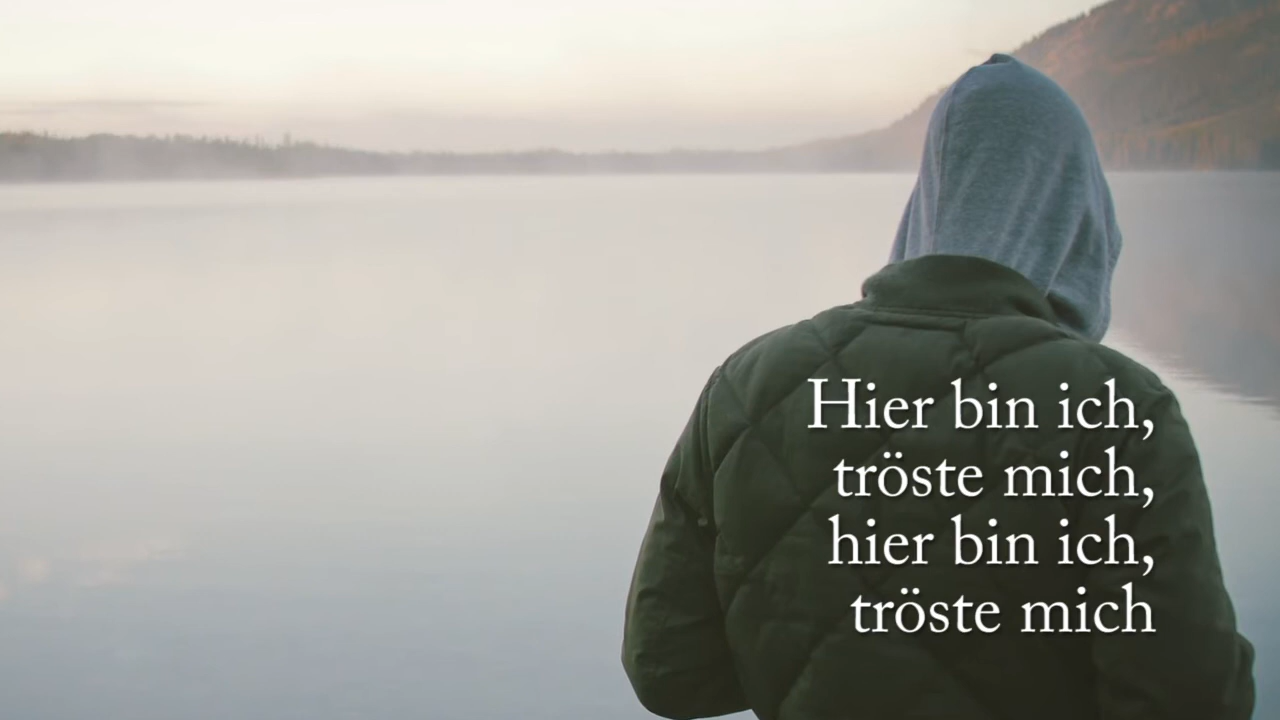 Hier bin ich,
tröste mich,
hier bin ich,
tröste mich